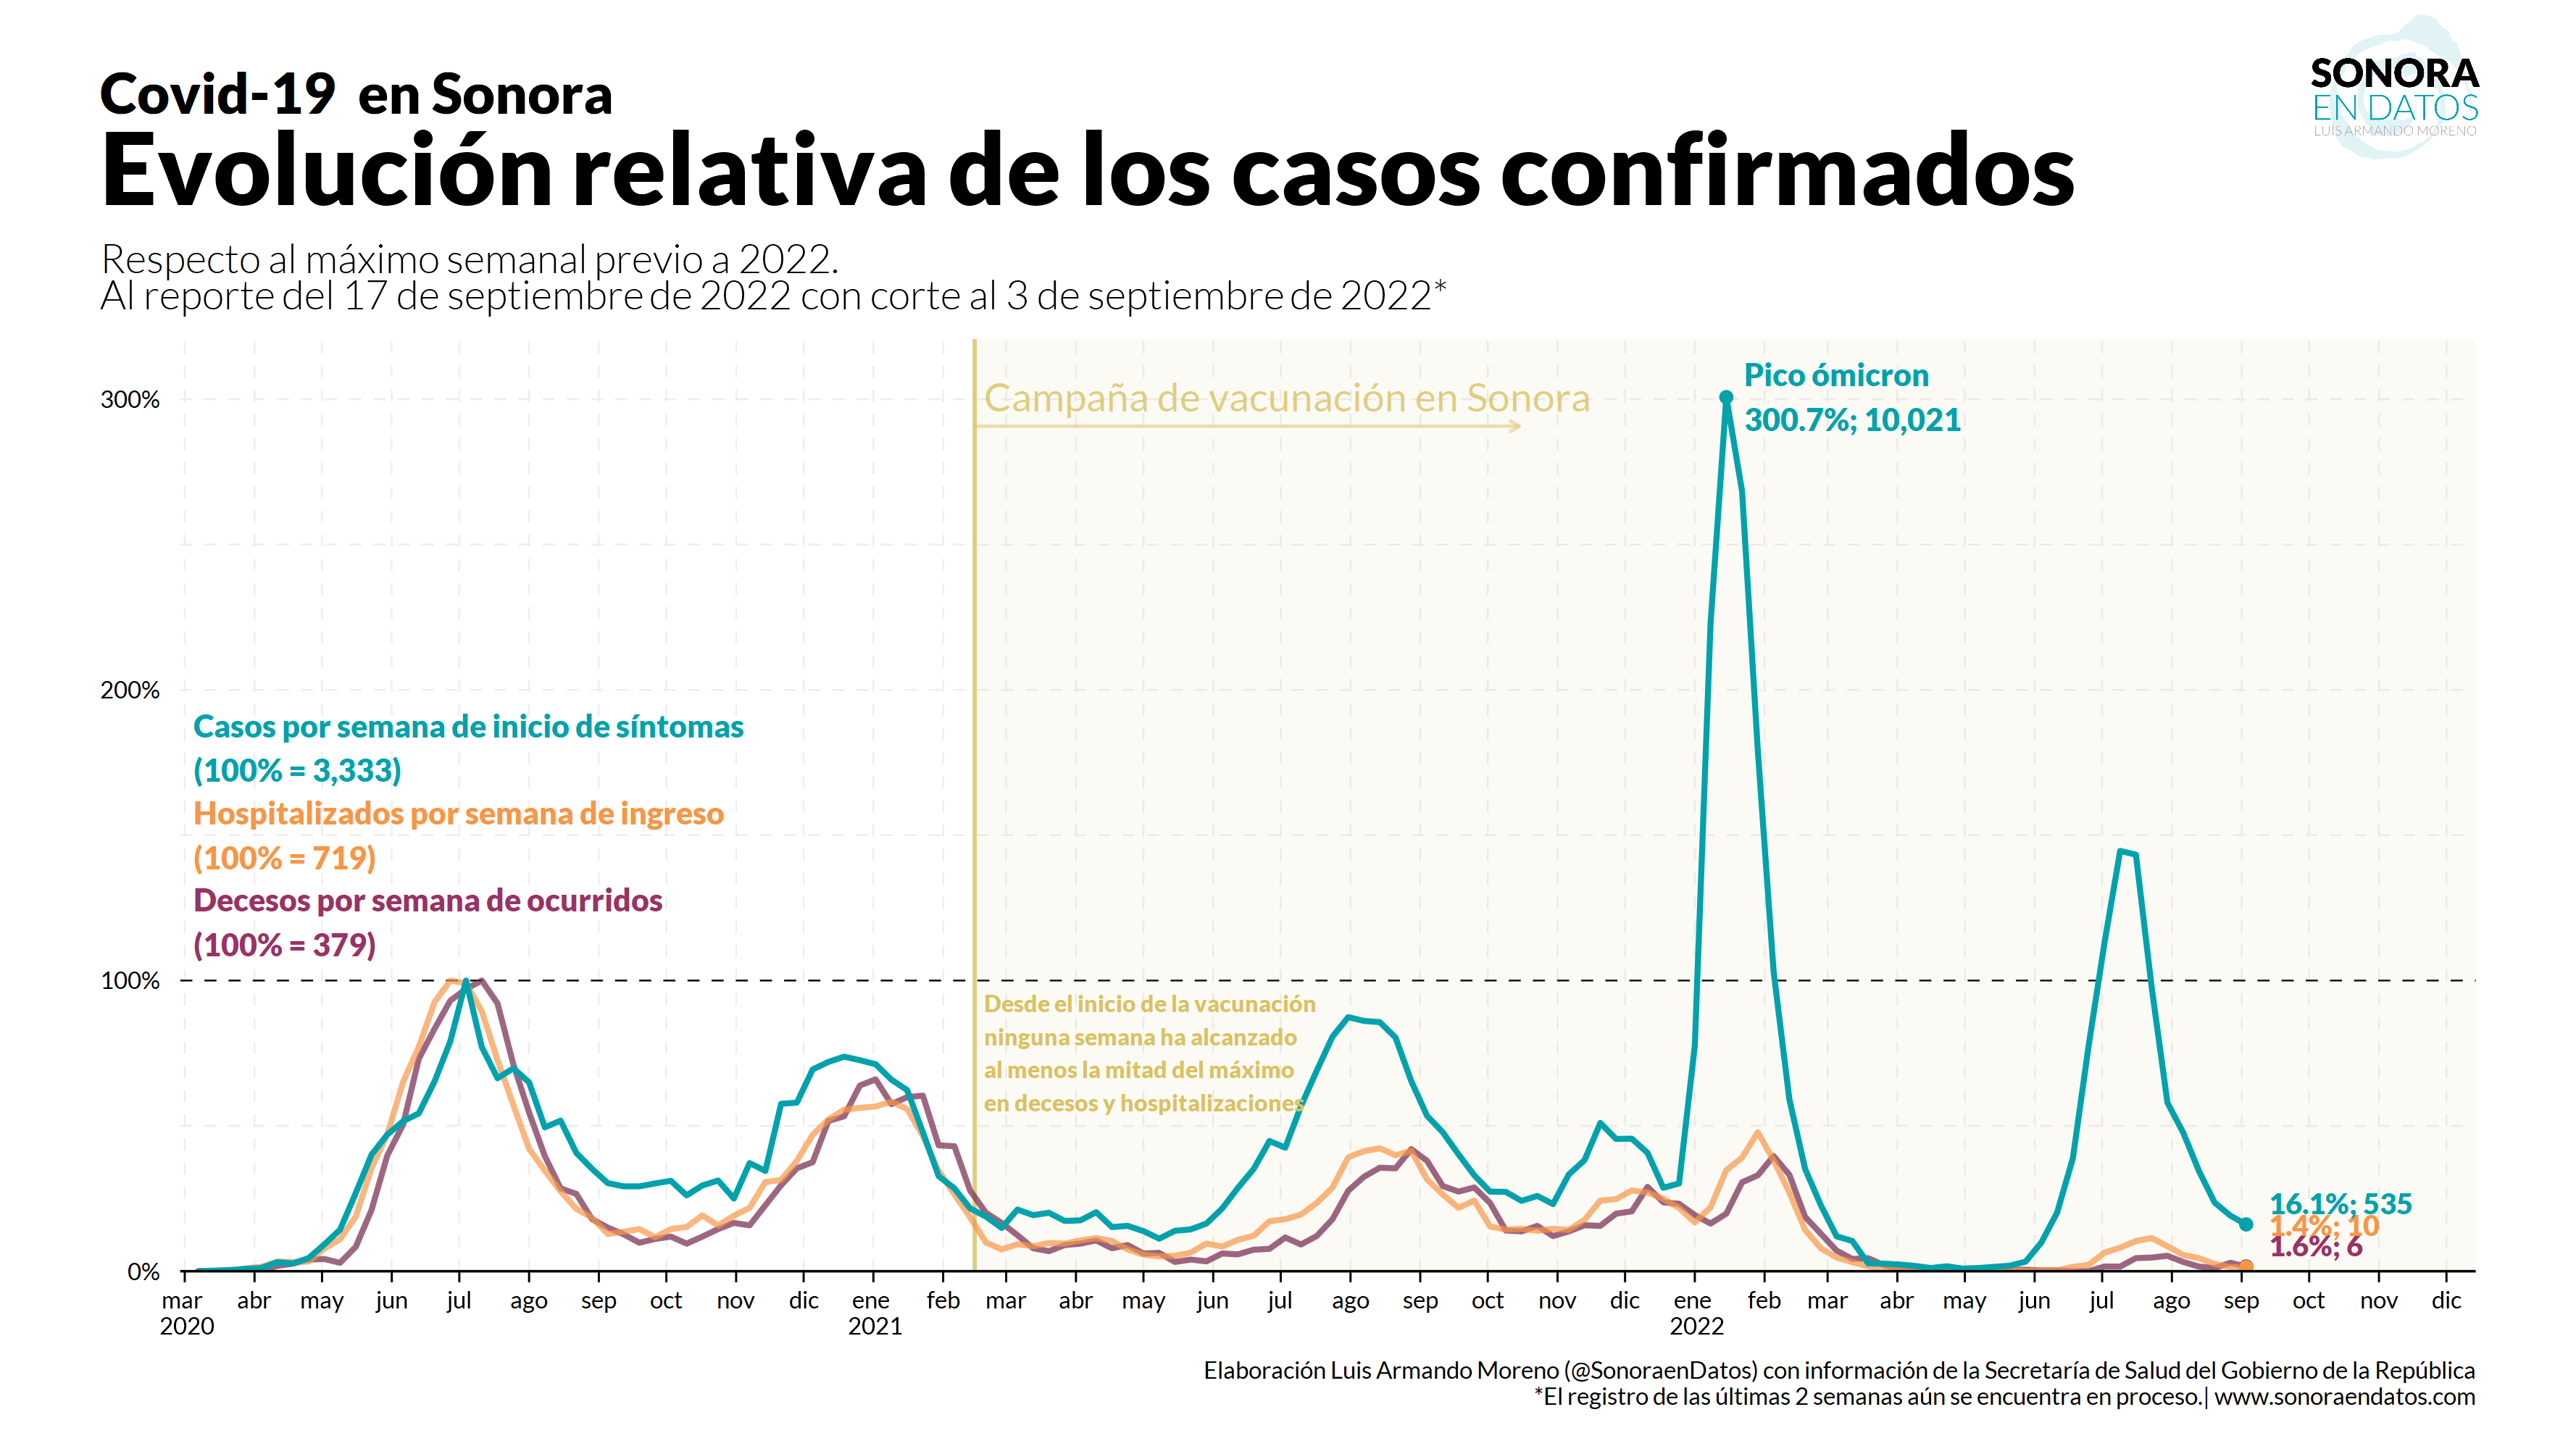 Covid-19 en Sonora
Evolución relativa de los casos confirmados
Respecto al máximo semanal previo a 2022.
Al reporte del 17 de septiembre de 2022 con corte al 3 de septiembre de 2022*
SONORA
EN DATOS
LUIS ARMANDO MORENO
Campaña de vacunación en Sonora
Pico ómicron
300.7%; 10,021
300%
200%
100%
0%
Casos por semana de inicio de síntomas
(100% = 3,333)
Hospitalizados por semana de ingreso
(100% = 719)
Decesos por semana de ocurridos
(100% = 379)
Desde el inicio de la vacunación
ninguna semana ha alcanzado
al menos la mitad del máximo
en decesos y hospitalizaciones
16.1%; 535
1.4%; 10
1.6%; 6
mar abr may jun jul ago sep oct nov dic ene feb mar abr may jun jul ago sep oct nov dic ene feb mar abr may jun jul ago sep oct nov dic
2020 2021 2022
Elaboración Luis Armando Moreno (@SonoraenDatos) con información de la Secretaría de Salud del Gobierno de la República
*El registro de las últimas 2 semanas aún se encuentra en proceso.| www.sonoraendatos.com